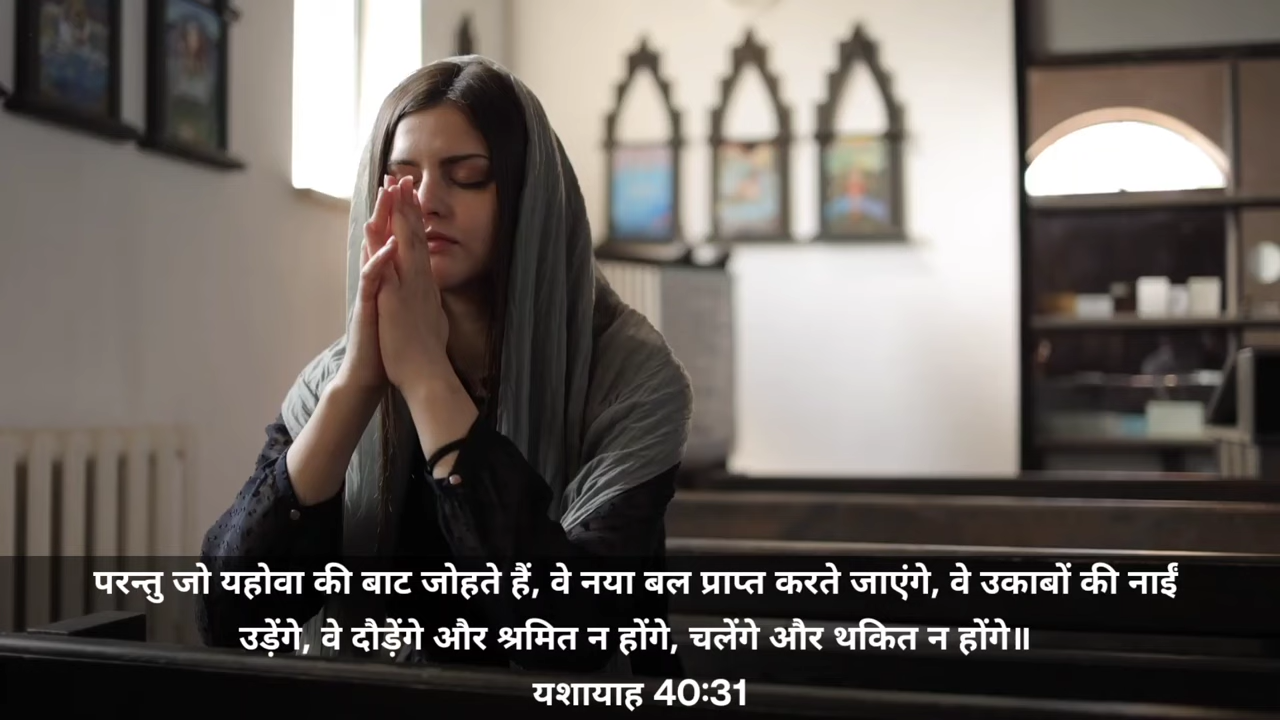 परन्तु जो यहोवा की बाट जोहते हैं, वे नया बल प्राप्त करते जाएंगे, वे उकाबों की नाईं
उड़ेंगे, वे दौड़ेंगे और श्रमित न होंगे, चलेंगे और थकित न होंगे॥
यशायाह 40:31